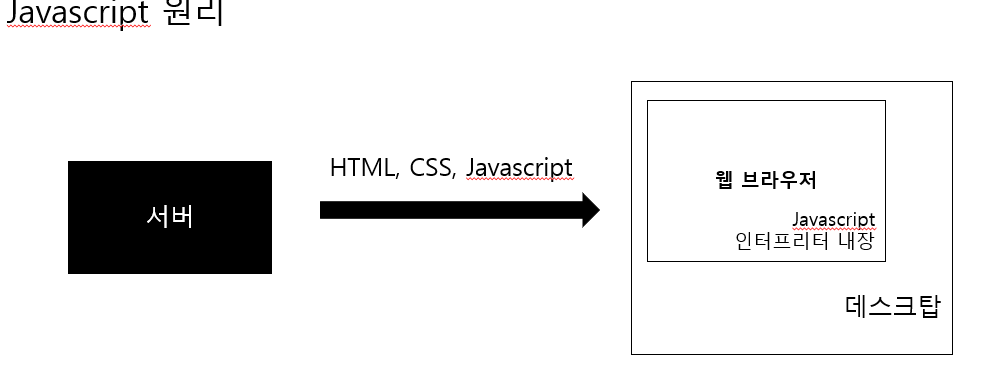 Javascript 원리
HTML, CSS, Javascript
서버
웹 브라우저
Javascript
인터프리터 내장
데스크탑